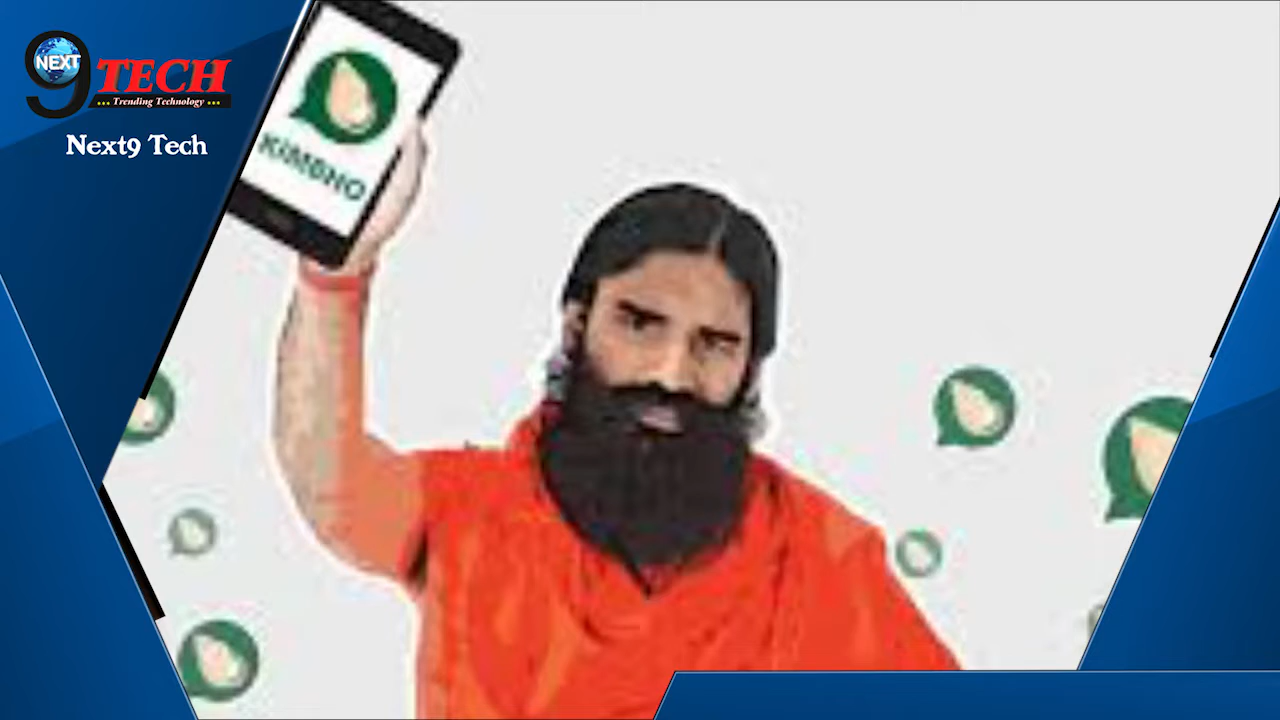 NEXT
9 TECH
... Trending Technology ...
Next9 Tech
KiMBHO